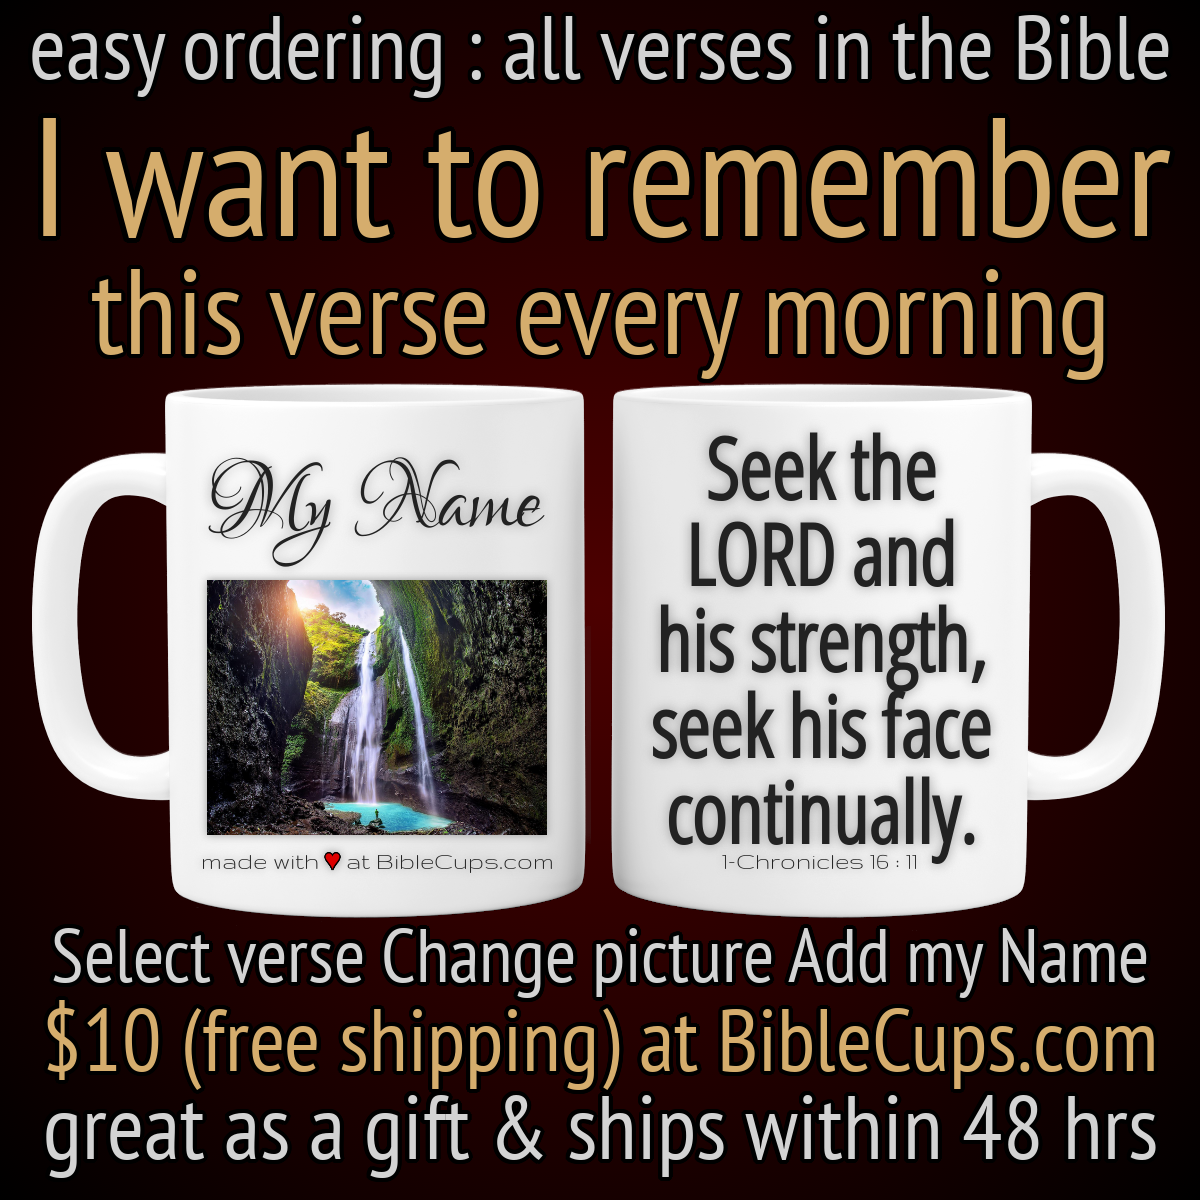 easy ordering : all verses in the Bible
I want to remember
this verse every morning
My Name
made with ♥ at BibleCups.com
Seek the
LORD and
his strength,
seek his face
continually.
1-Chronicles 16 : 11
Select verse Change picture Add my Name
$10 (free shipping) at BibleCups.com
great as a gift & ships within 48 hrs